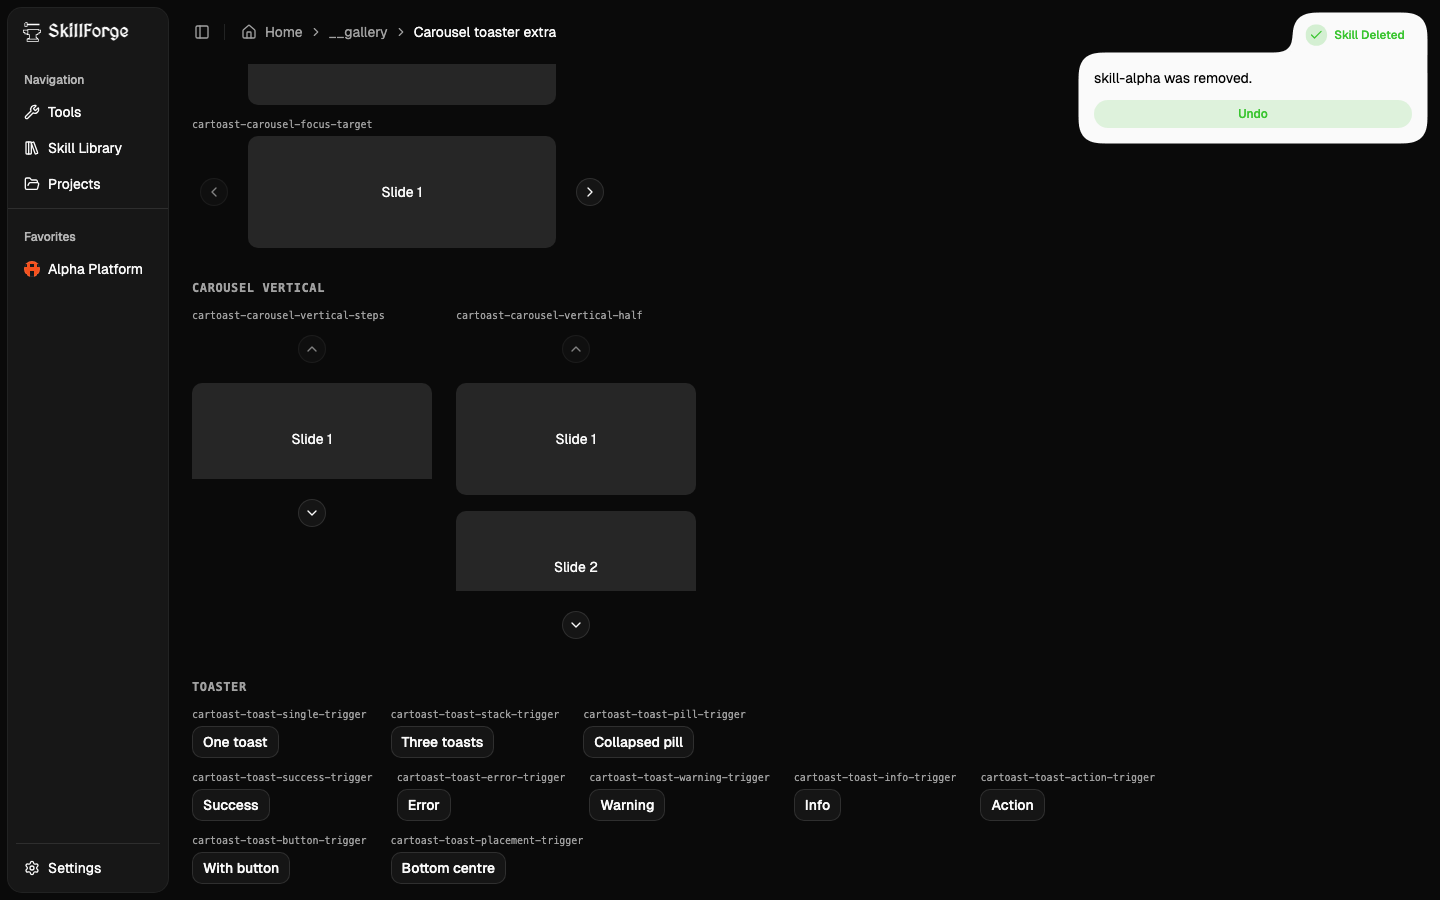 SkillForge
Navigation
Tools
Skill Library
Projects
Favorites
Alpha Platform
Settings
Home
__gallery
Carousel toaster extra
Skill Deleted
skill-alpha was removed.
Undo
cartoast-carousel-focus-target
Slide 1
CAROUSEL VERTICAL
cartoast-carousel-vertical-steps
cartoast-carousel-vertical-half
Slide 1
Slide 1
Slide 2
TOASTER
cartoast-toast-single-trigger
cartoast-toast-stack-trigger
cartoast-toast-pill-trigger
One toast
Three toasts
Collapsed pill
cartoast-toast-success-trigger
cartoast-toast-error-trigger
cartoast-toast-warning-trigger
cartoast-toast-info-trigger
cartoast-toast-action-trigger
Success
Error
Warning
Info
Action
cartoast-toast-button-trigger
cartoast-toast-placement-trigger
With button
Bottom centre